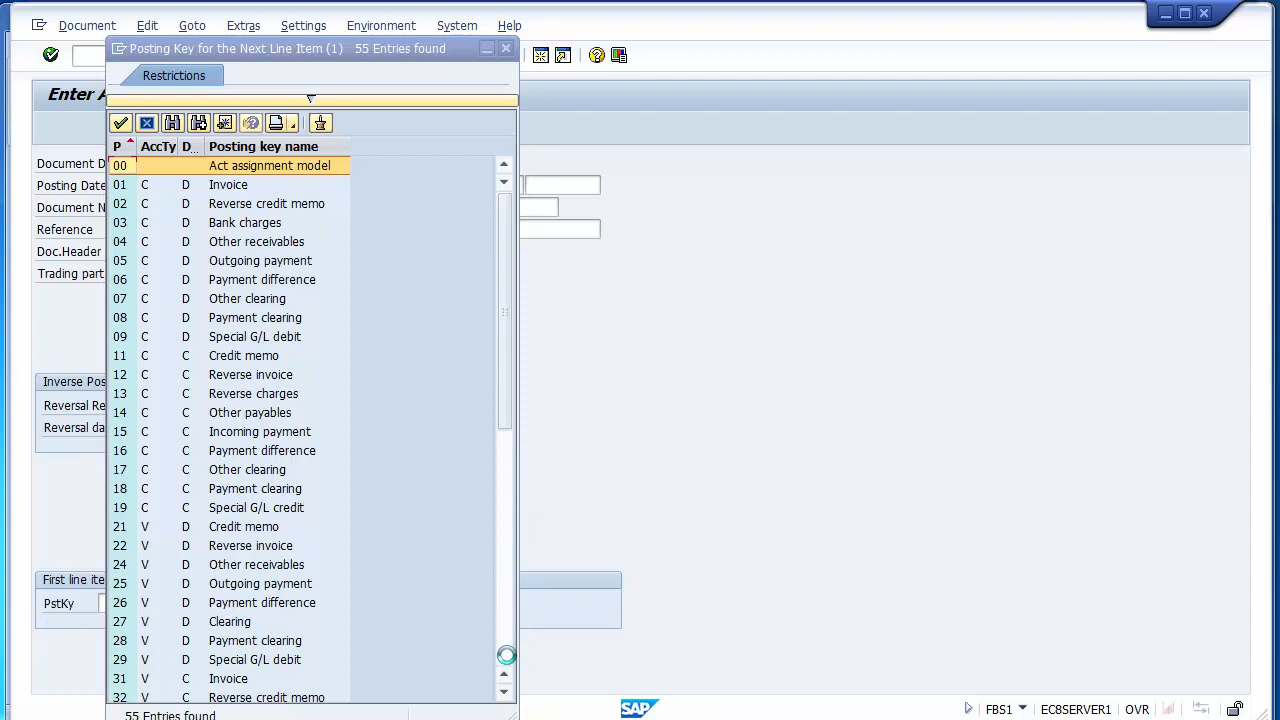 Document Edit Goto Extras Settings Environment System Help
Posting Key for the Next Line Item (1) 55 Entries found
Restrictions
Enter A
P AccTy D... Posting key name
00 Act assignment model
01 C D Invoice
02 C D Reverse credit memo
03 C D Bank charges
04 C D Other receivables
05 C D Outgoing payment
06 C D Payment difference
07 C D Other clearing
08 C D Payment clearing
09 C D Special G/L debit
11 C C Credit memo
12 C C Reverse invoice
13 C C Reverse charges
14 C C Other payables
15 C C Incoming payment
16 C C Payment difference
17 C C Other clearing
18 C C Payment clearing
19 C C Special G/L credit
21 V D Credit memo
22 V D Reverse invoice
24 V D Other receivables
25 V D Outgoing payment
26 V D Payment difference
27 V D Clearing
28 V D Payment clearing
29 V D Special G/L debit
31 V C Invoice
32 V C Reverse credit memo
55 Entries found
Document D
Posting Date
Document N
Reference
Doc.Header
Trading part
Inverse Pos
Reversal Re
Reversal da
First line ite
PstKy
SAP
FBS1 EC8SERVER1 OVR